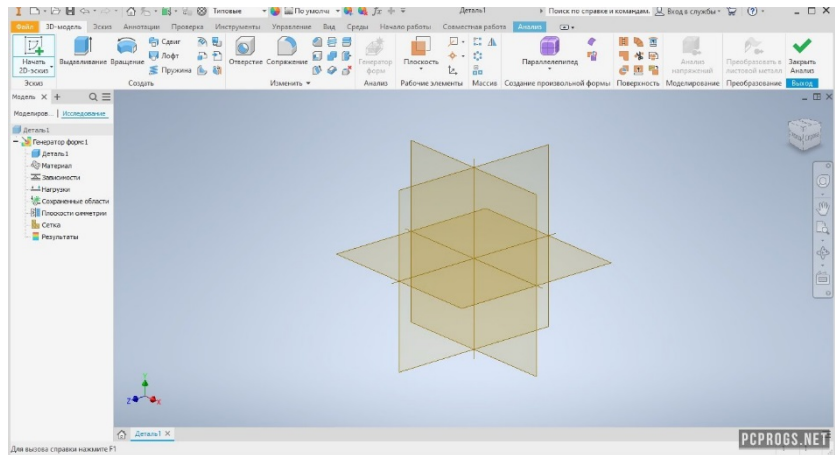 Типовые
По умолч
Деталь1
Поиск по справке и командам.
Вход в службы
Файл 3D-модель Эскиз Аннотации Проверка Инструменты Управление Вид Среды Начало работы Совместная работа Анализ
Начать 2D-эскиз
Выдавливание
Вращение
Сдвиг
Лофт
Пружина
Отверстие
Сопряжение
Генератор форм
Плоскость
Параллелепипед
Анализ напряжений
Преобразовать в листовой металл
Закрыть Анализ
Эскиз Создать Изменить Анализ Рабочие элементы Массив Создание произвольной формы Поверхность Моделирование Преобразование Выход
Модель X +
Моделиров... Исследование
Деталь1
Генератор форм:1
Деталь1
Материал
Зависимости
Нагрузки
Сохраненные области
Плоскости симметрии
Сетка
Результаты
Y
Z
X
Деталь1 X
Для вызова справки нажмите F1
PCPROGS.NET